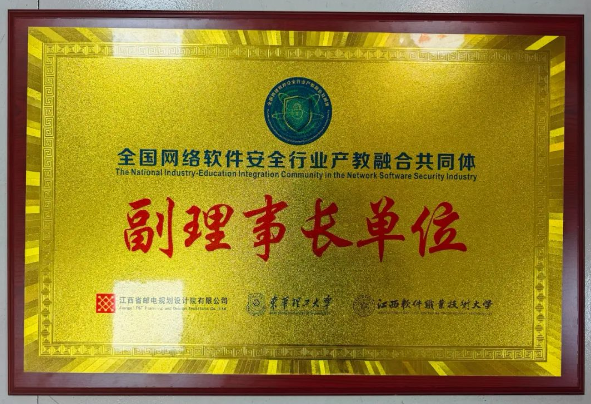 全国网络软件安全行业产教融合共同体
The National Industry-Education Integration Community in the Network Software Security Industry
副理事长单位
江西省邮电规划设计院有限公司
东华理工大学
江西软件职业技术大学